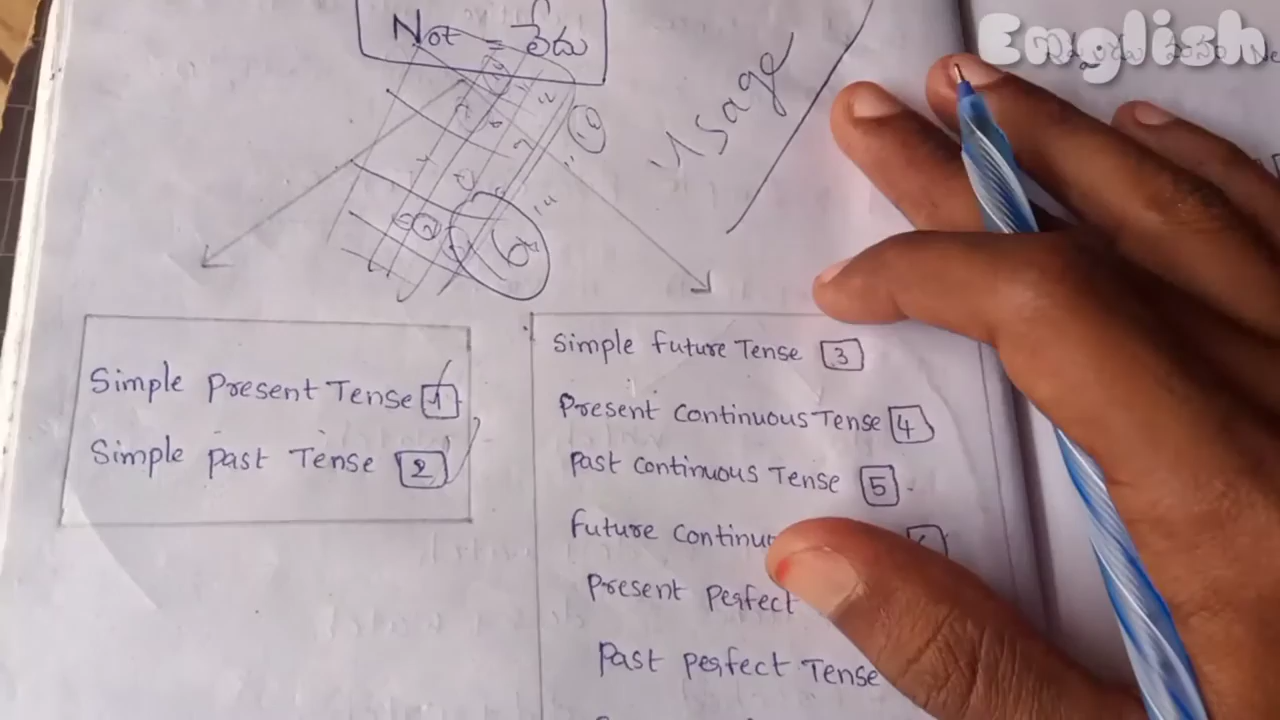 English
Not = లేదు
Usage
Simple Present Tense 1
Simple past Tense 2
Simple future Tense 3
Present continuous Tense 4
past continuous Tense 5
future continu
Present perfect
Past perfect Tense